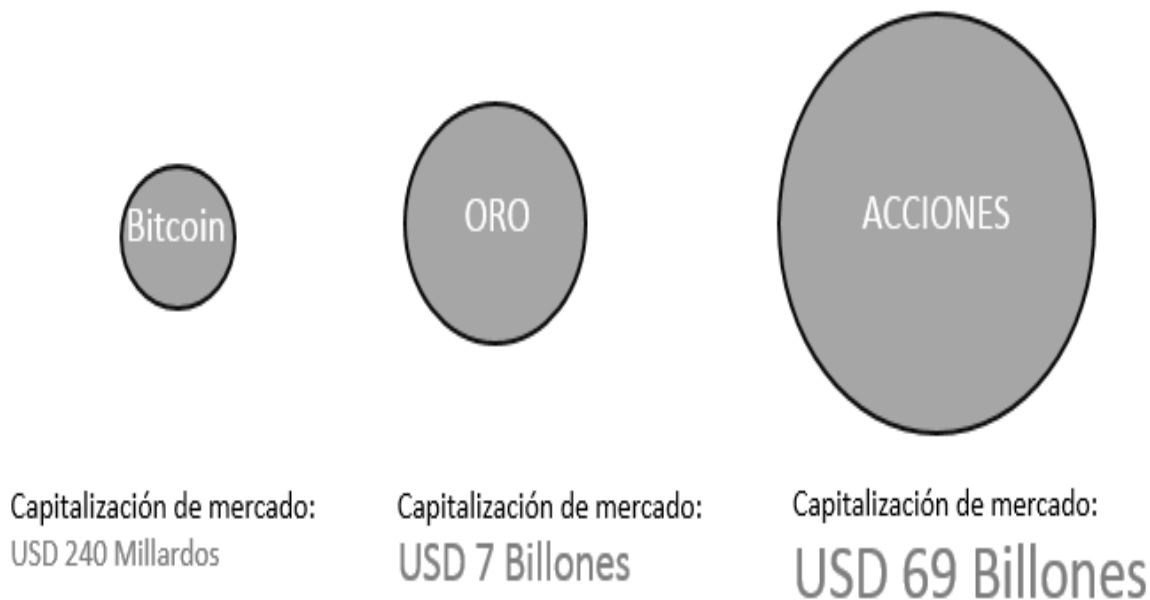 Bitcoin
ORO
ACCIONES
Capitalización de mercado:
USD 240 Millardos
Capitalización de mercado:
USD 7 Billones
Capitalización de mercado:
USD 69 Billones